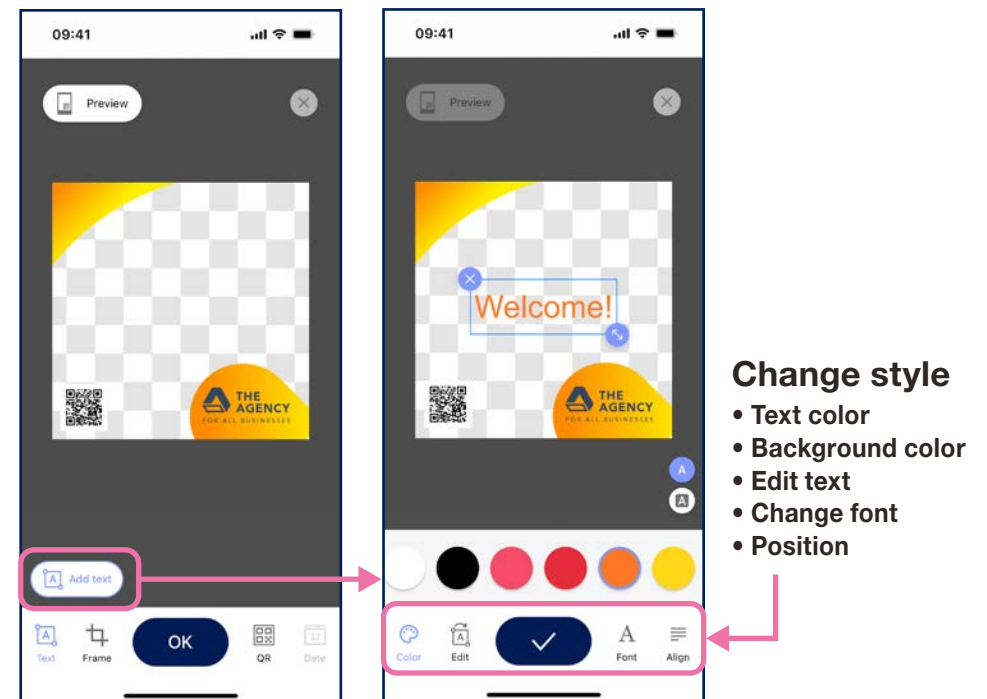 09:41
Preview
THE
AGENCY
FOR ALL BUSINESSES
A Add text
A
Text
Frame
OK
QR
12
Date
09:41
Preview
Welcome!
THE
AGENCY
FOR ALL BUSINESSES
A
A
Color
A
Edit
A
Font
Align
Change style
• Text color
• Background color
• Edit text
• Change font
• Position